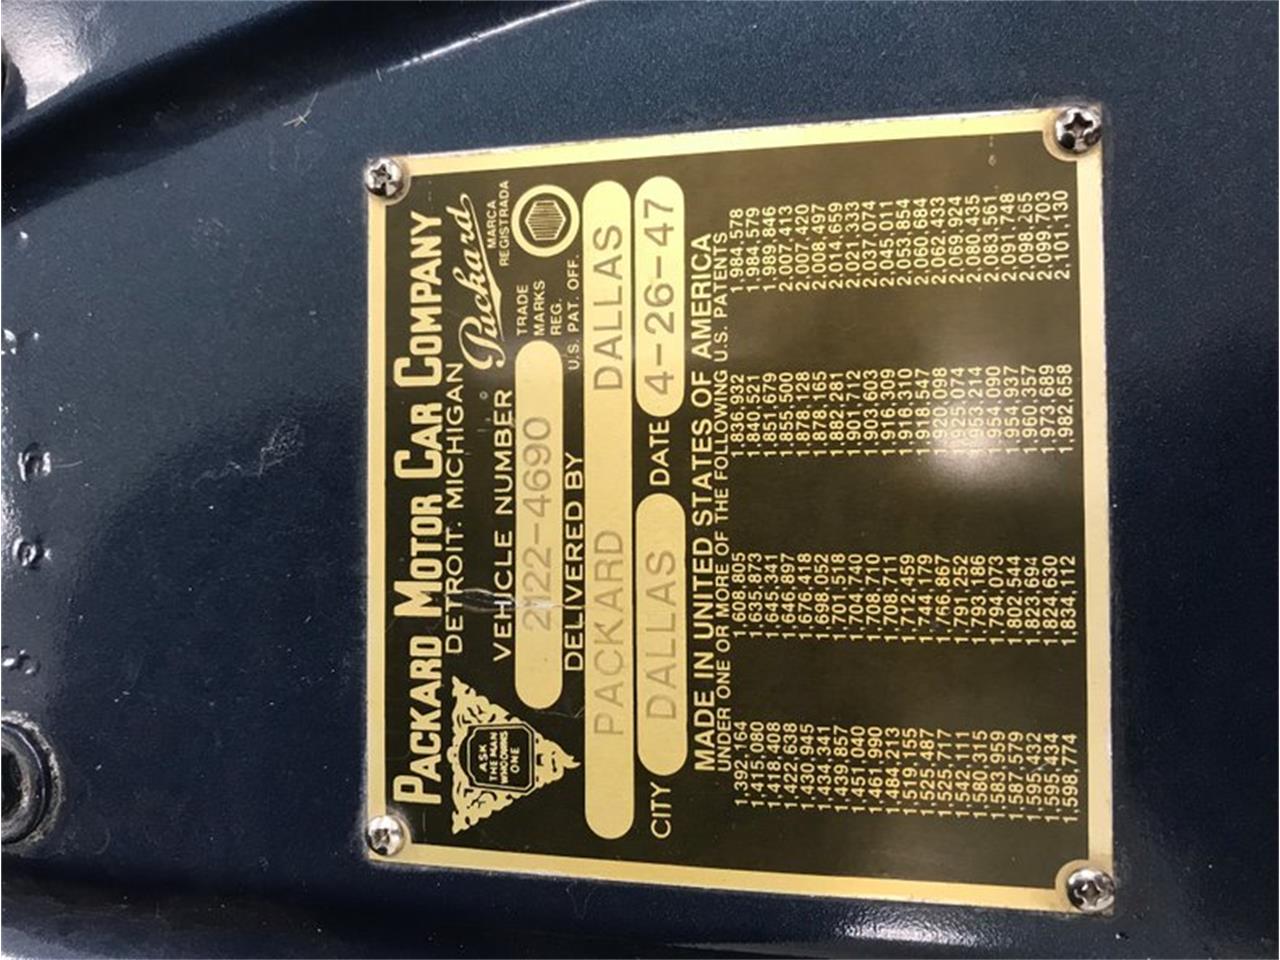 PACKARD MOTOR CAR COMPANY
DETROIT. MICHIGAN
Packard
MARCA
REGISTRADA
ASK
THE MAN
WHO OWNS
ONE
VEHICLE NUMBER
2122-4690
TRADE
MARKS
REG.
U.S. PAT. OFF.
DELIVERED BY
PACKARD DALLAS
CITY DALLAS DATE 4-26-47
MADE IN UNITED STATES OF AMERICA
UNDER ONE OR MORE OF THE FOLLOWING U.S. PATENTS
1,392,164 1,608,805 1,836,932 1,984,578
1,415,080 1,635,873 1,840,521 1,984,579
1,418,408 1,645,341 1,851,679 1,989,846
1,422,638 1,646,897 1,855,500 2,007,413
1,430,945 1,676,418 1,878,128 2,007,420
1,434,341 1,698,052 1,878,165 2,008,497
1,439,857 1,701,518 1,882,281 2,014,659
1,451,040 1,704,740 1,901,712 2,021,333
1,461,990 1,708,710 1,903,603 2,037,074
1,484,213 1,708,711 1,916,309 2,045,011
1,519,155 1,712,459 1,916,310 2,053,854
1,525,487 1,744,179 1,918,547 2,060,684
1,525,717 1,766,867 1,920,098 2,062,433
1,542,111 1,791,252 1,925,074 2,069,924
1,580,315 1,793,186 1,953,214 2,080,435
1,583,959 1,794,073 1,954,090 2,083,561
1,587,579 1,802,544 1,954,937 2,091,748
1,595,432 1,823,694 1,960,357 2,098,265
1,595,434 1,824,630 1,973,689 2,099,703
1,598,774 1,834,112 1,982,658 2,101,130